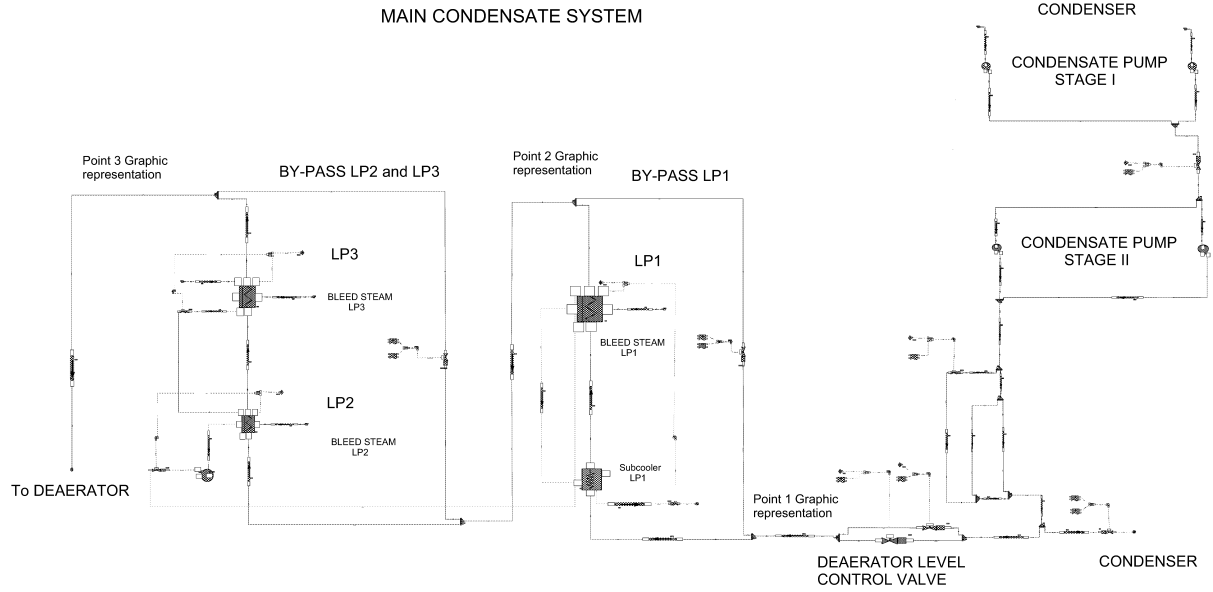 MAIN CONDENSATE SYSTEM
CONDENSER
CONDENSATE PUMP
STAGE I
Point 3 Graphic
representation
BY-PASS LP2 and LP3
Point 2 Graphic
representation
BY-PASS LP1
CONDENSATE PUMP
STAGE II
LP3
BLEED STEAM
LP3
LP1
BLEED STEAM
LP1
LP2
BLEED STEAM
LP2
Subcooler
LP1
To DEAERATOR
Point 1 Graphic
representation
DEAERATOR LEVEL
CONTROL VALVE
CONDENSER